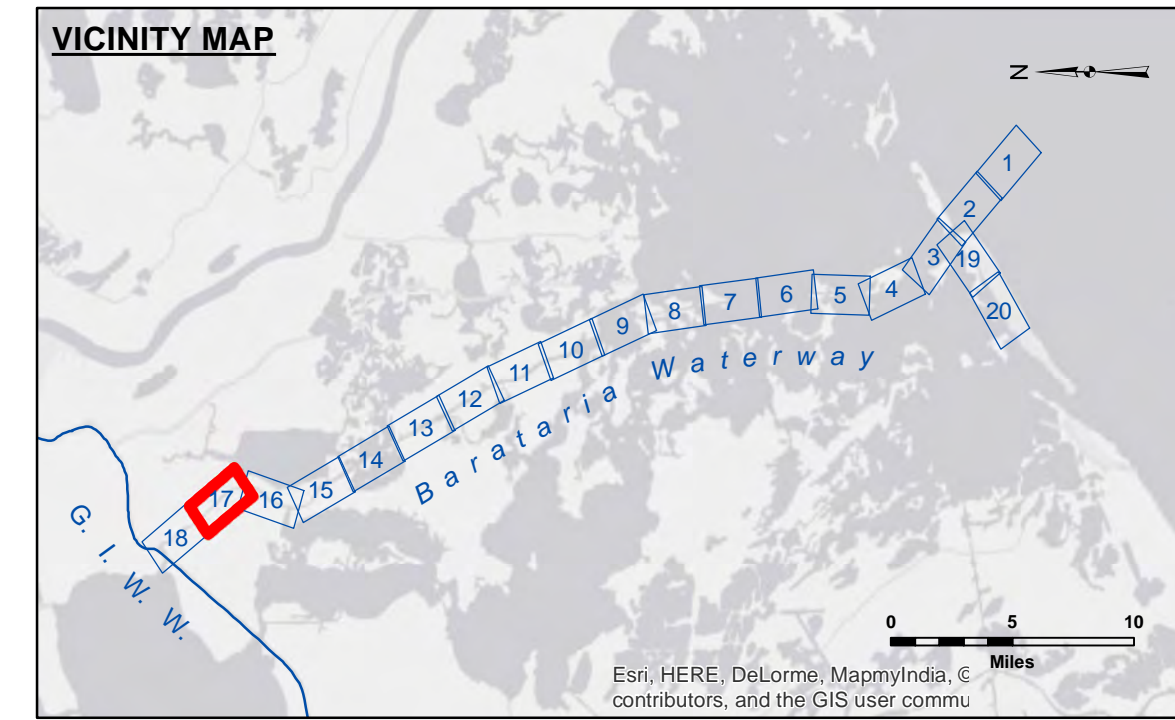 VICINITY MAP
N
1
2
3
19
4
20
5
6
7
8
9
10
11
12
13
14
15
16
17
18
Barataria Waterway
G. I. W. W.
0 5 10
Miles
Esri, HERE, DeLorme, MapmyIndia, ©
contributors, and the GIS user commu